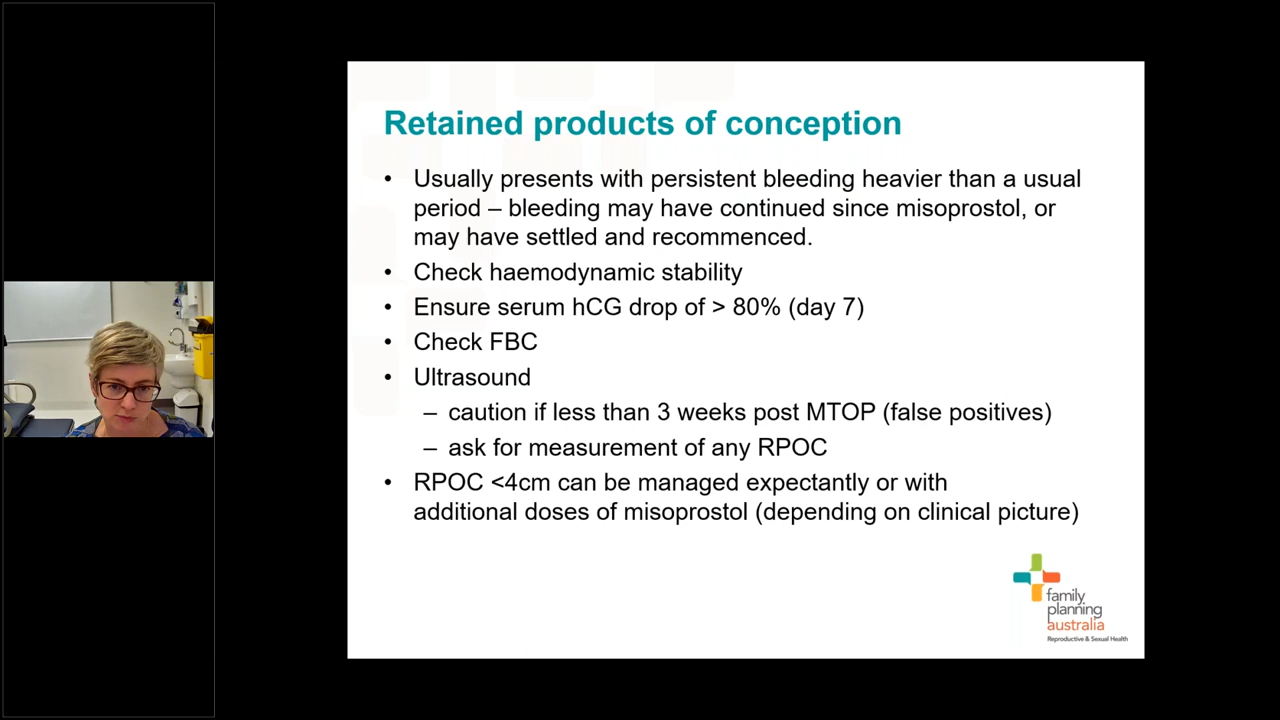 Retained products of conception
• Usually presents with persistent bleeding heavier than a usual
period – bleeding may have continued since misoprostol, or
may have settled and recommenced.
• Check haemodynamic stability
• Ensure serum hCG drop of > 80% (day 7)
• Check FBC
• Ultrasound
– caution if less than 3 weeks post MTOP (false positives)
– ask for measurement of any RPOC
• RPOC <4cm can be managed expectantly or with
additional doses of misoprostol (depending on clinical picture)
family
planning
australia
Reproductive & Sexual Health